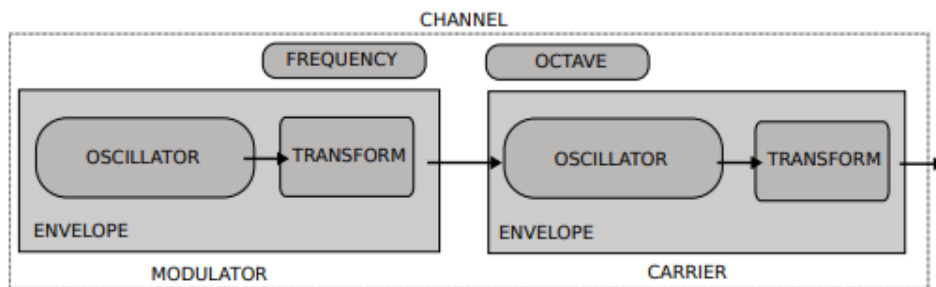 CHANNEL
FREQUENCY
OCTAVE
OSCILLATOR
TRANSFORM
OSCILLATOR
TRANSFORM
ENVELOPE
ENVELOPE
MODULATOR
CARRIER